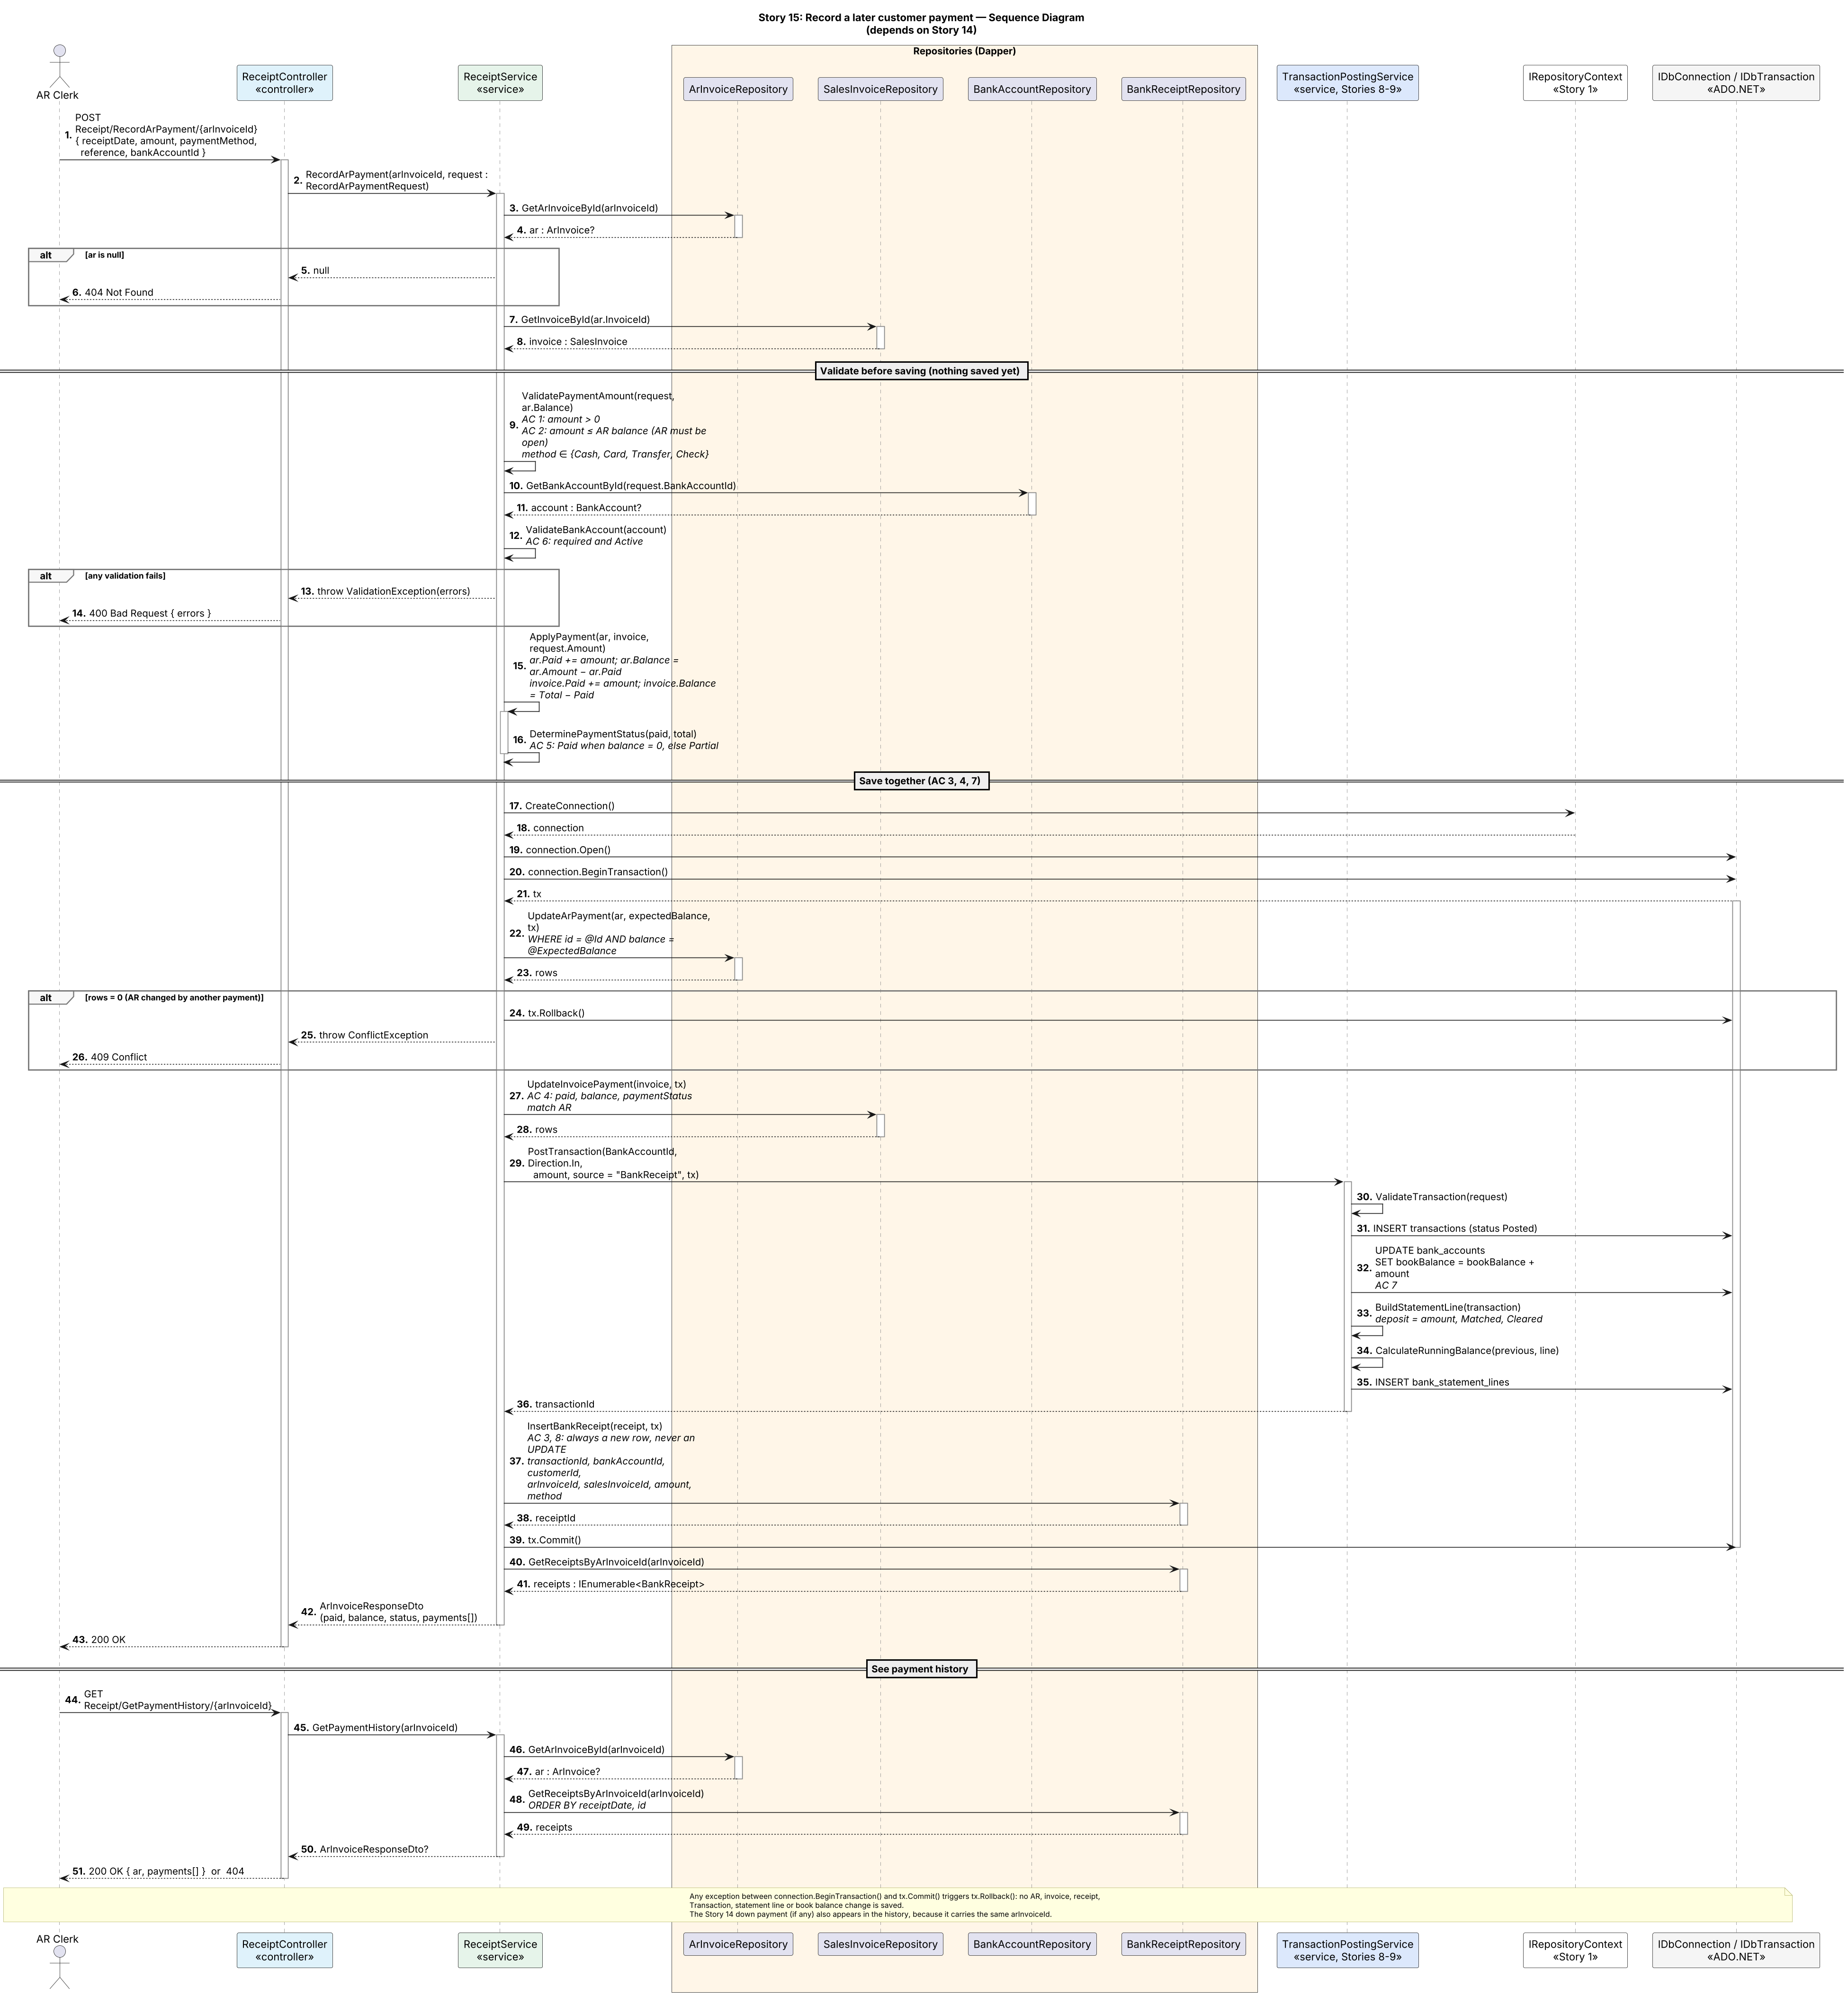 Story 15: Record a later customer payment — Sequence Diagram
(depends on Story 14)
Repositories (Dapper)
AR Clerk
ReceiptController
«controller»
ReceiptService
«service»
ArInvoiceRepository
SalesInvoiceRepository
BankAccountRepository
BankReceiptRepository
TransactionPostingService
«service, Stories 8-9»
IRepositoryContext
«Story 1»
IDbConnection / IDbTransaction
«ADO.NET»
1. POST
Receipt/RecordArPayment/{arInvoiceId}
{ receiptDate, amount, paymentMethod,
reference, bankAccountId }
2. RecordArPayment(arInvoiceId, request :
RecordArPaymentRequest)
3. GetArInvoiceById(arInvoiceId)
4. ar : ArInvoice?
alt [ar is null]
5. null
6. 404 Not Found
7. GetInvoiceById(ar.InvoiceId)
8. invoice : SalesInvoice
Validate before saving (nothing saved yet)
9. ValidatePaymentAmount(request,
ar.Balance)
AC 1: amount > 0
AC 2: amount ≤ AR balance (AR must be
open)
method ∈ {Cash, Card, Transfer, Check}
10. GetBankAccountById(request.BankAccountId)
11. account : BankAccount?
12. ValidateBankAccount(account)
AC 6: required and Active
alt [any validation fails]
13. throw ValidationException(errors)
14. 400 Bad Request { errors }
15. ApplyPayment(ar, invoice,
request.Amount)
ar.Paid += amount; ar.Balance =
ar.Amount − ar.Paid
invoice.Paid += amount; invoice.Balance
= Total − Paid
16. DeterminePaymentStatus(paid, total)
AC 5: Paid when balance = 0, else Partial
Save together (AC 3, 4, 7)
17. CreateConnection()
18. connection
19. connection.Open()
20. connection.BeginTransaction()
21. tx
22. UpdateArPayment(ar, expectedBalance,
tx)
WHERE id = @Id AND balance =
@ExpectedBalance
23. rows
alt [rows = 0 (AR changed by another payment)]
24. tx.Rollback()
25. throw ConflictException
26. 409 Conflict
27. UpdateInvoicePayment(invoice, tx)
AC 4: paid, balance, paymentStatus
match AR
28. rows
29. PostTransaction(BankAccountId,
Direction.In,
amount, source = "BankReceipt", tx)
30. ValidateTransaction(request)
31. INSERT transactions (status Posted)
32. UPDATE bank_accounts
SET bookBalance = bookBalance +
amount
AC 7
33. BuildStatementLine(transaction)
deposit = amount, Matched, Cleared
34. CalculateRunningBalance(previous, line)
35. INSERT bank_statement_lines
36. transactionId
37. InsertBankReceipt(receipt, tx)
AC 3, 8: always a new row, never an
UPDATE
transactionId, bankAccountId,
customerId,
arInvoiceId, salesInvoiceId, amount,
method
38. receiptId
39. tx.Commit()
40. GetReceiptsByArInvoiceId(arInvoiceId)
41. receipts : IEnumerable<BankReceipt>
42. ArInvoiceResponseDto
(paid, balance, status, payments[])
43. 200 OK
See payment history
44. GET
Receipt/GetPaymentHistory/{arInvoiceId}
45. GetPaymentHistory(arInvoiceId)
46. GetArInvoiceById(arInvoiceId)
47. ar : ArInvoice?
48. GetReceiptsByArInvoiceId(arInvoiceId)
ORDER BY receiptDate, id
49. receipts
50. ArInvoiceResponseDto?
51. 200 OK { ar, payments[] } or 404
Any exception between connection.BeginTransaction() and tx.Commit() triggers tx.Rollback(): no AR, invoice, receipt,
Transaction, statement line or book balance change is saved.
The Story 14 down payment (if any) also appears in the history, because it carries the same arInvoiceId.
AR Clerk
ReceiptController
«controller»
ReceiptService
«service»
ArInvoiceRepository
SalesInvoiceRepository
BankAccountRepository
BankReceiptRepository
TransactionPostingService
«service, Stories 8-9»
IRepositoryContext
«Story 1»
IDbConnection / IDbTransaction
«ADO.NET»